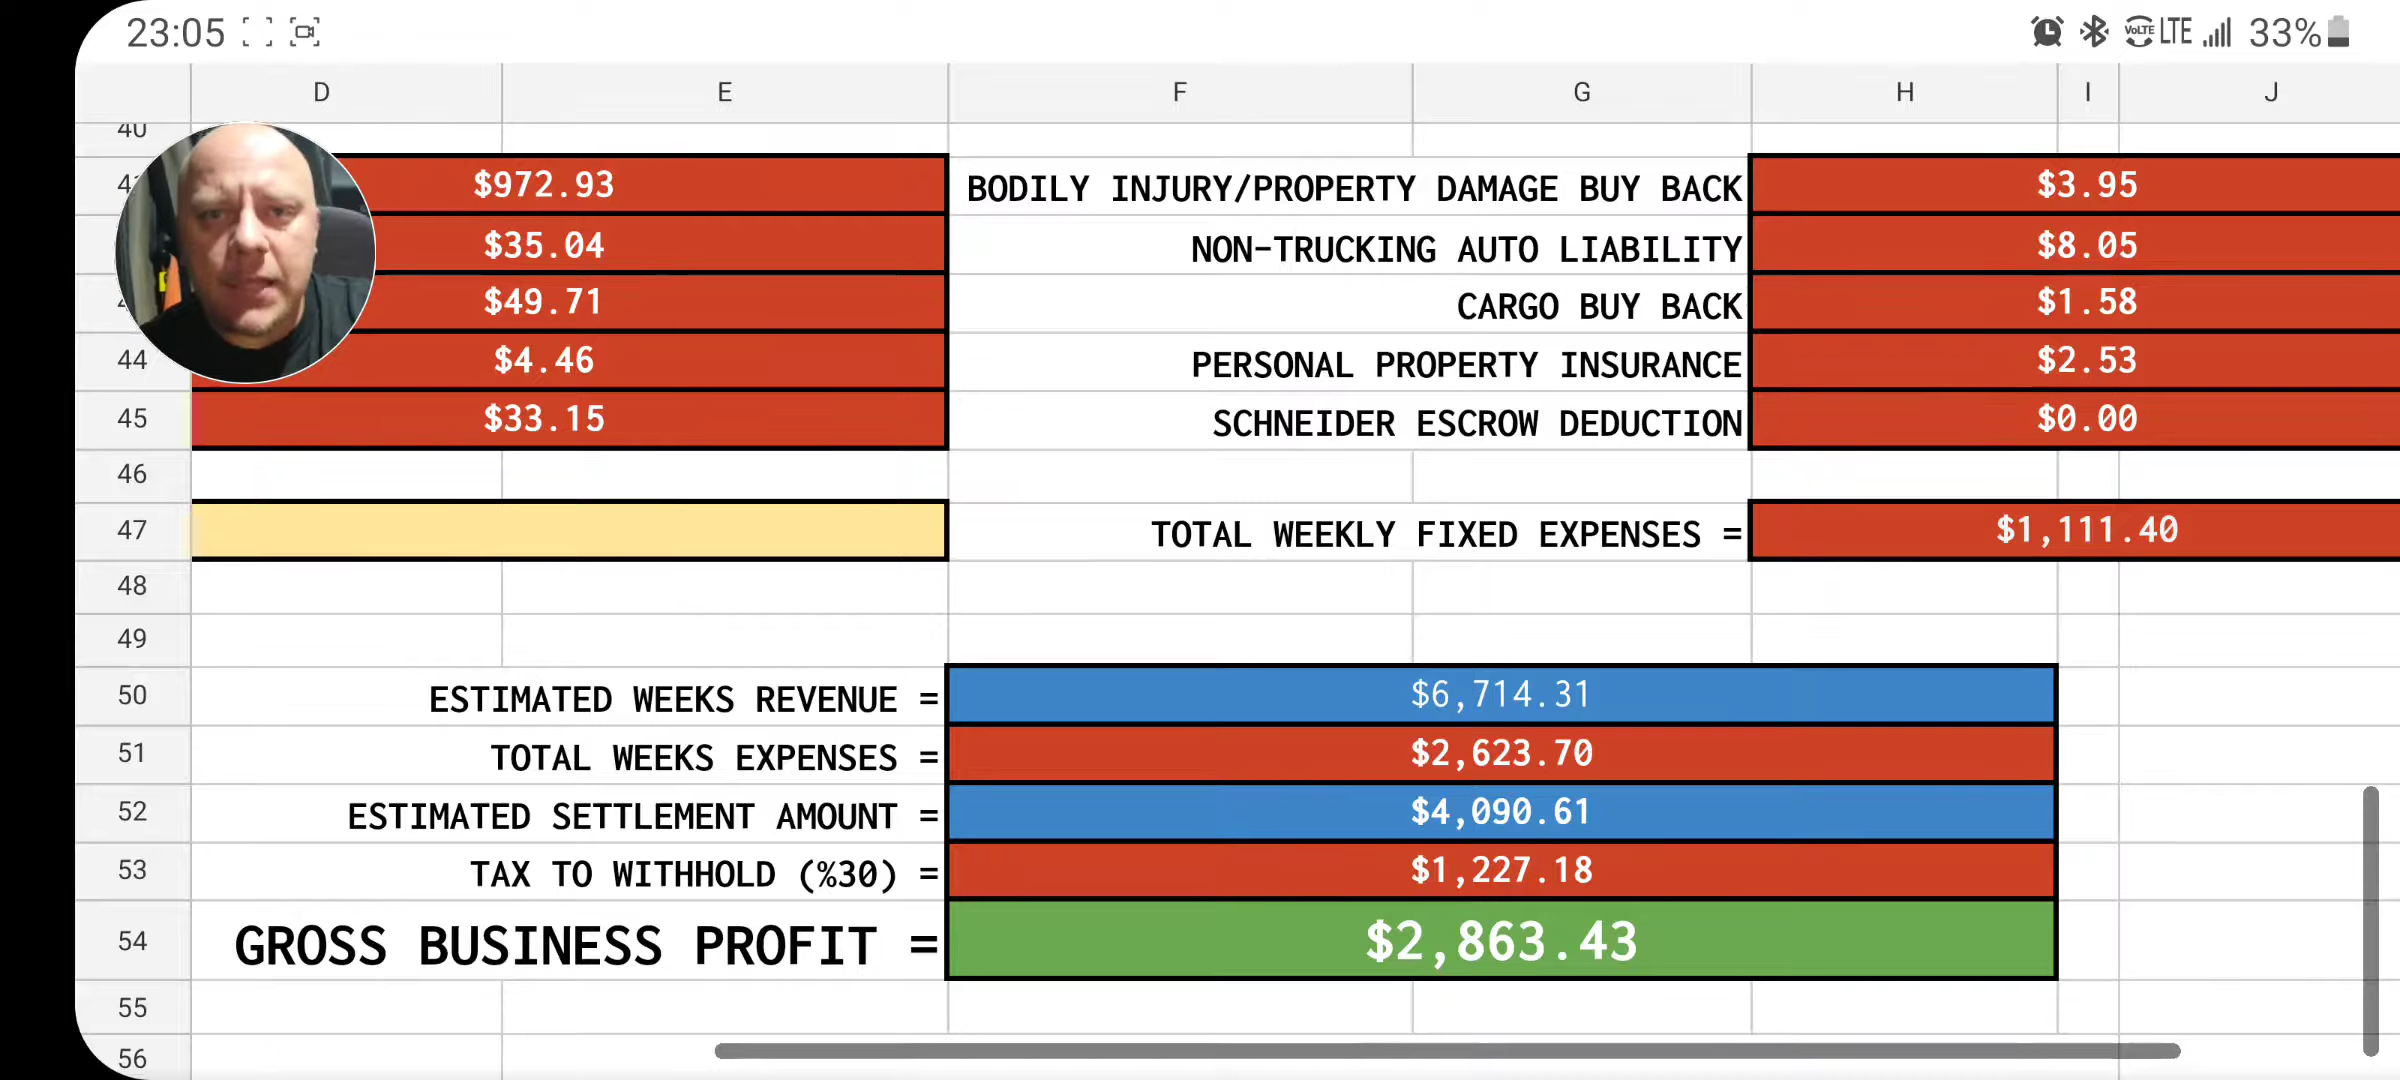 23:05 VoLTE LTE 33%
D E F G H I J
40
$972.93 BODILY INJURY/PROPERTY DAMAGE BUY BACK $3.95
$35.04 NON-TRUCKING AUTO LIABILITY $8.05
$49.71 CARGO BUY BACK $1.58
44 $4.46 PERSONAL PROPERTY INSURANCE $2.53
45 $33.15 SCHNEIDER ESCROW DEDUCTION $0.00
46
47 TOTAL WEEKLY FIXED EXPENSES = $1,111.40
48
49
50 ESTIMATED WEEKS REVENUE = $6,714.31
51 TOTAL WEEKS EXPENSES = $2,623.70
52 ESTIMATED SETTLEMENT AMOUNT = $4,090.61
53 TAX TO WITHHOLD (%30) = $1,227.18
54 GROSS BUSINESS PROFIT = $2,863.43
55
56